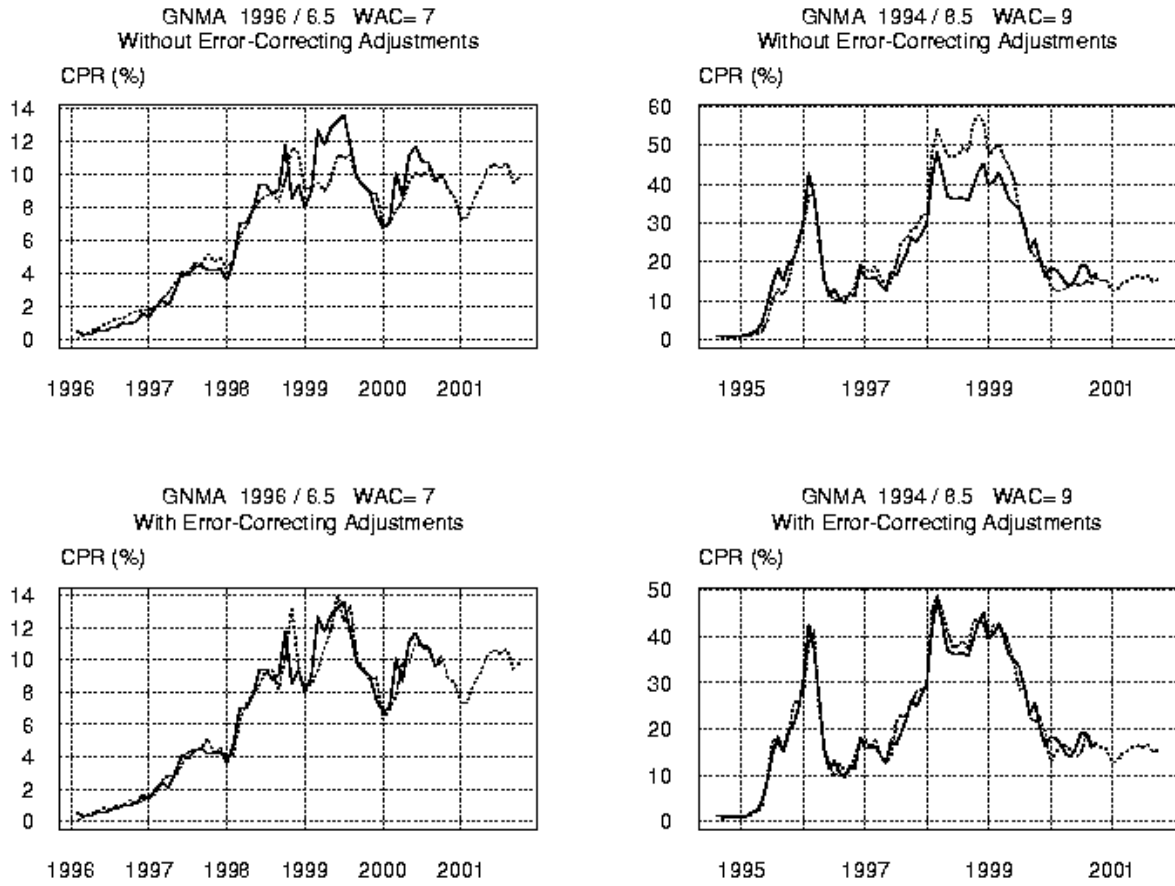 GNMA 1996 / 6.5 WAC= 7
Without Error-Correcting Adjustments
CPR (%)
14
12
10
8
6
4
2
0
1996 1997 1998 1999 2000 2001
GNMA 1994 / 8.5 WAC= 9
Without Error-Correcting Adjustments
CPR (%)
60
50
40
30
20
10
0
1995 1997 1999 2001
GNMA 1996 / 6.5 WAC= 7
With Error-Correcting Adjustments
CPR (%)
14
12
10
8
6
4
2
0
1996 1997 1998 1999 2000 2001
GNMA 1994 / 8.5 WAC= 9
With Error-Correcting Adjustments
CPR (%)
50
40
30
20
10
0
1995 1997 1999 2001